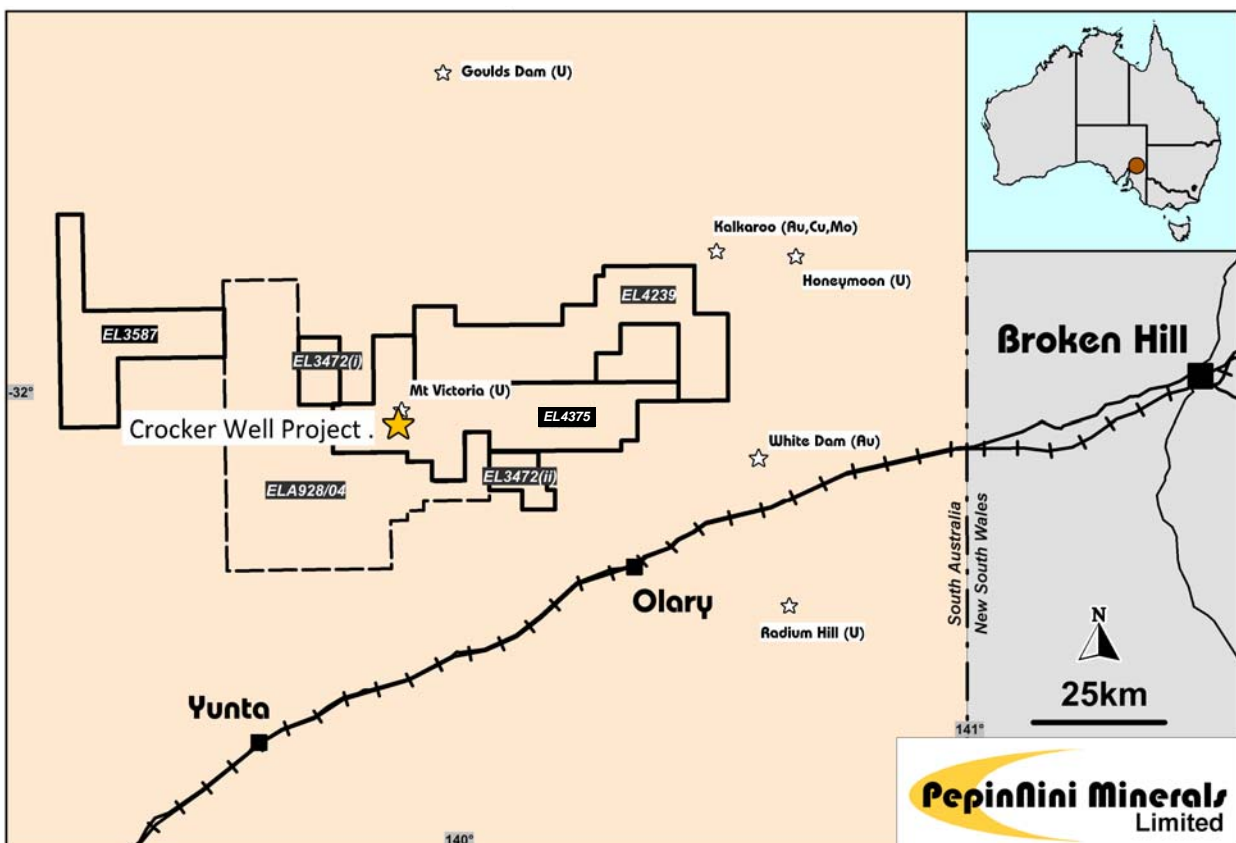 Goulds Dam (U)
Kalkaroo (Au,Cu,Mo)
Honeymoon (U)
EL4239
EL3587
EL3472(i)
Broken Hill
-32°
Mt Victoria (U)
Crocker Well Project .
EL4375
White Dam (Au)
EL3472(ii)
ELA928/04
South Australia
New South Wales
Olary
Radium Hill (U)
N
25km
Yunta
141°
140°
PepinNini Minerals
Limited